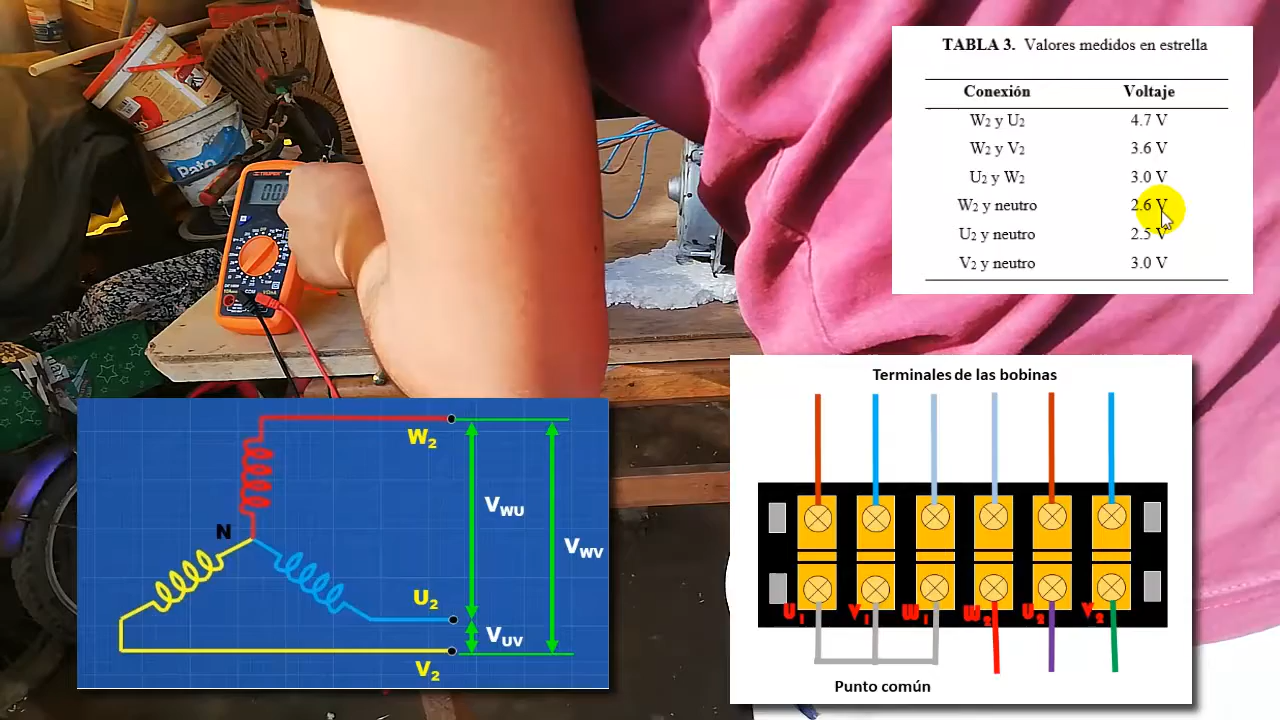 TABLA 3. Valores medidos en estrella
Conexión Voltaje
W2 y U2 4.7 V
W2 y V2 3.6 V
U2 y W2 3.0 V
W2 y neutro 2.6 V
U2 y neutro 2.5 V
V2 y neutro 3.0 V
TRUPER
Pato
COM
W2
N
VWU
VWV
U2
VUV
V2
Terminales de las bobinas
U1 V1 W1 W2 U2 V2
Punto común